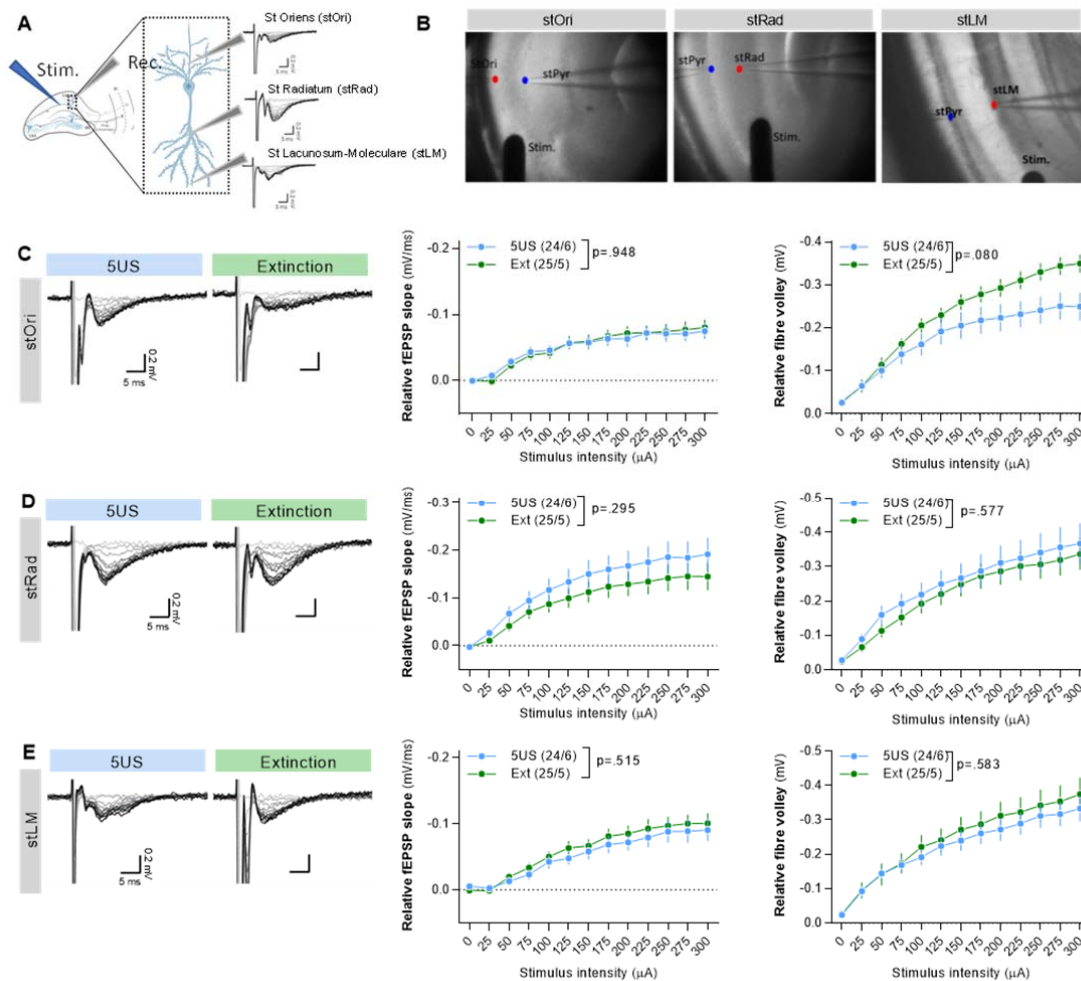 A
Stim.
Rec.
St Oriens (stOri)
0.2 mV
5 ms
St Radiatum (stRad)
0.2 mV
5 ms
St Lacunosum-Moleculare (stLM)
0.2 mV
5 ms
B
stOri
stRad
stLM
StOri
stPyr
Stim.
stPyr
stRad
Stim.
stLM
stPyr
Stim.
C
5US
Extinction
stOri
0.2 mV
5 ms
Relative fEPSP slope (mV/ms)
-0.2
-0.1
0.0
5US (24/6)
Ext (25/5)
p=.948
0 25 50 75 100 125 150 175 200 225 250 275 300
Stimulus intensity (μA)
Relative fibre volley (mV)
-0.4
-0.3
-0.2
-0.1
0.0
5US (24/6)
Ext (25/5)
p=.080
0 25 50 75 100 125 150 175 200 225 250 275 300
Stimulus intensity (μA)
D
5US
Extinction
stRad
0.2 mV
5 ms
Relative fEPSP slope (mV/ms)
-0.3
-0.2
-0.1
0.0
5US (24/6)
Ext (25/5)
p=.295
0 25 50 75 100 125 150 175 200 225 250 275 300
Stimulus intensity (μA)
Relative fibre volley (mV)
-0.5
-0.4
-0.3
-0.2
-0.1
0.0
5US (24/6)
Ext (25/5)
p=.577
0 25 50 75 100 125 150 175 200 225 250 275 300
Stimulus intensity (μA)
E
5US
Extinction
stLM
0.2 mV
5 ms
Relative fEPSP slope (mV/ms)
-0.2
-0.1
0.0
5US (24/6)
Ext (25/5)
p=.515
0 25 50 75 100 125 150 175 200 225 250 275 300
Stimulus intensity (μA)
Relative fibre volley (mV)
-0.5
-0.4
-0.3
-0.2
-0.1
0.0
5US (24/6)
Ext (25/5)
p=.583
0 25 50 75 100 125 150 175 200 225 250 275 300
Stimulus intensity (μA)